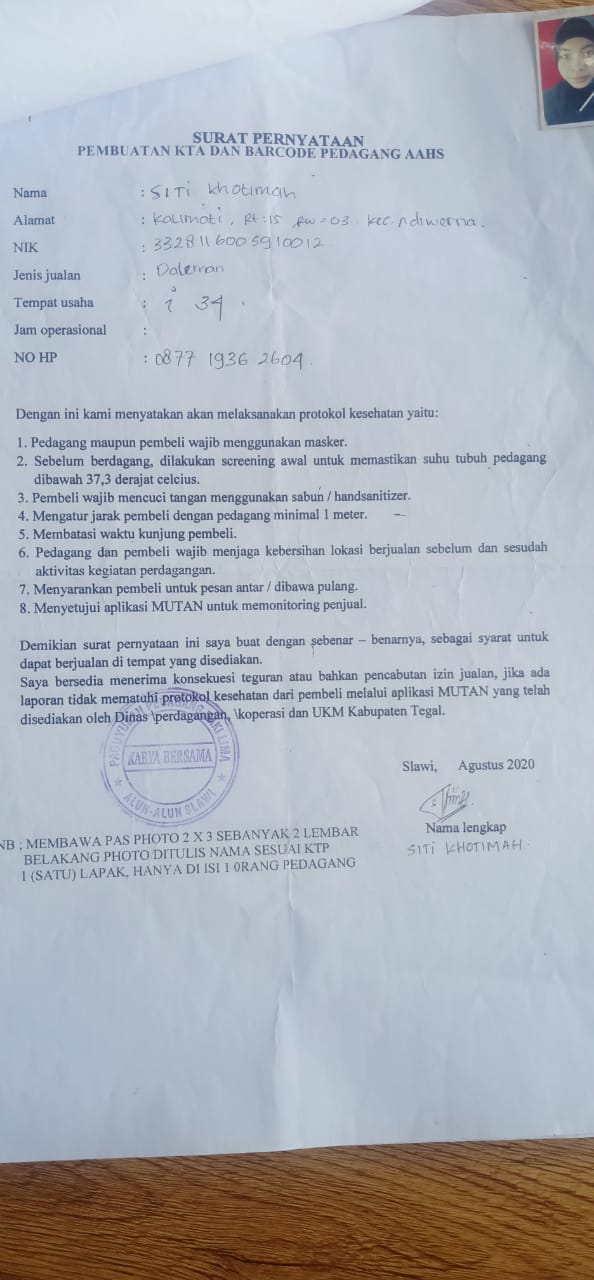 SURAT PERNYATAAN
PEMBUATAN KTA DAN BARCODE PEDAGANG AAHS
Nama : SITI Khotimah
Alamat : Kalimati, Rt :15 ,RW = 03 Kec. Ndiwerna.
NIK : 3328116005910012
Jenis jualan : Daleman
Tempat usaha : i 34 .
Jam operasional :
NO HP : 0877 1936 2604.
Dengan ini kami menyatakan akan melaksanakan protokol kesehatan yaitu:
1. Pedagang maupun pembeli wajib menggunakan masker.
2. Sebelum berdagang, dilakukan screening awal untuk memastikan suhu tubuh pedagang
dibawah 37,3 derajat celcius.
3. Pembeli wajib mencuci tangan menggunakan sabun / handsanitizer.
4. Mengatur jarak pembeli dengan pedagang minimal 1 meter.
5. Membatasi waktu kunjung pembeli.
6. Pedagang dan pembeli wajib menjaga kebersihan lokasi berjualan sebelum dan sesudah
aktivitas kegiatan perdagangan.
7. Menyarankan pembeli untuk pesan antar / dibawa pulang.
8. Menyetujui aplikasi MUTAN untuk memonitoring penjual.
Demikian surat pernyataan ini saya buat dengan sebenar – benarnya, sebagai syarat untuk
dapat berjualan di tempat yang disediakan.
Saya bersedia menerima konsekuesi teguran atau bahkan pencabutan izin jualan, jika ada
laporan tidak mematuhi protokol kesehatan dari pembeli melalui aplikasi MUTAN yang telah
disediakan oleh Dinas \perdagangan, \koperasi dan UKM Kabupaten Tegal.
PAGUYUBAN PEDAGANG KAKI LIMA
KARYA BERSAMA
ALUN-ALUN SLAWI
Slawi, Agustus 2020
Nama lengkap
SITI KHOTIMAH.
NB ; MEMBAWA PAS PHOTO 2 X 3 SEBANYAK 2 LEMBAR
BELAKANG PHOTO DITULIS NAMA SESUAI KTP
1 (SATU) LAPAK, HANYA DI ISI 1 0RANG PEDAGANG